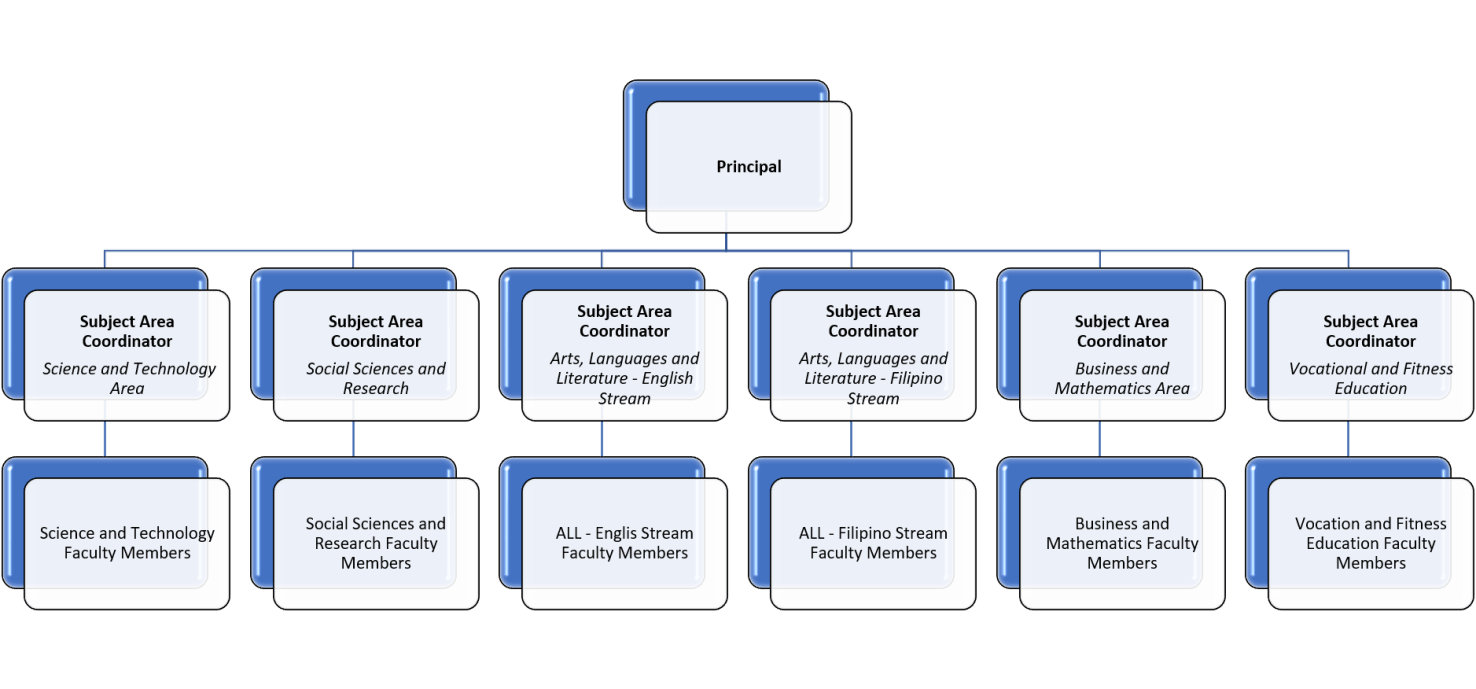 Principal
Subject Area
Coordinator
Science and Technology
Area
Subject Area
Coordinator
Social Sciences and
Research
Subject Area
Coordinator
Arts, Languages and
Literature - English
Stream
Subject Area
Coordinator
Arts, Languages and
Literature - Filipino
Stream
Subject Area
Coordinator
Business and
Mathematics Area
Subject Area
Coordinator
Vocational and Fitness
Education
Science and Technology
Faculty Members
Social Sciences and
Research Faculty
Members
ALL - Englis Stream
Faculty Members
ALL - Filipino Stream
Faculty Members
Business and
Mathematics Faculty
Members
Vocation and Fitness
Education Faculty
Members